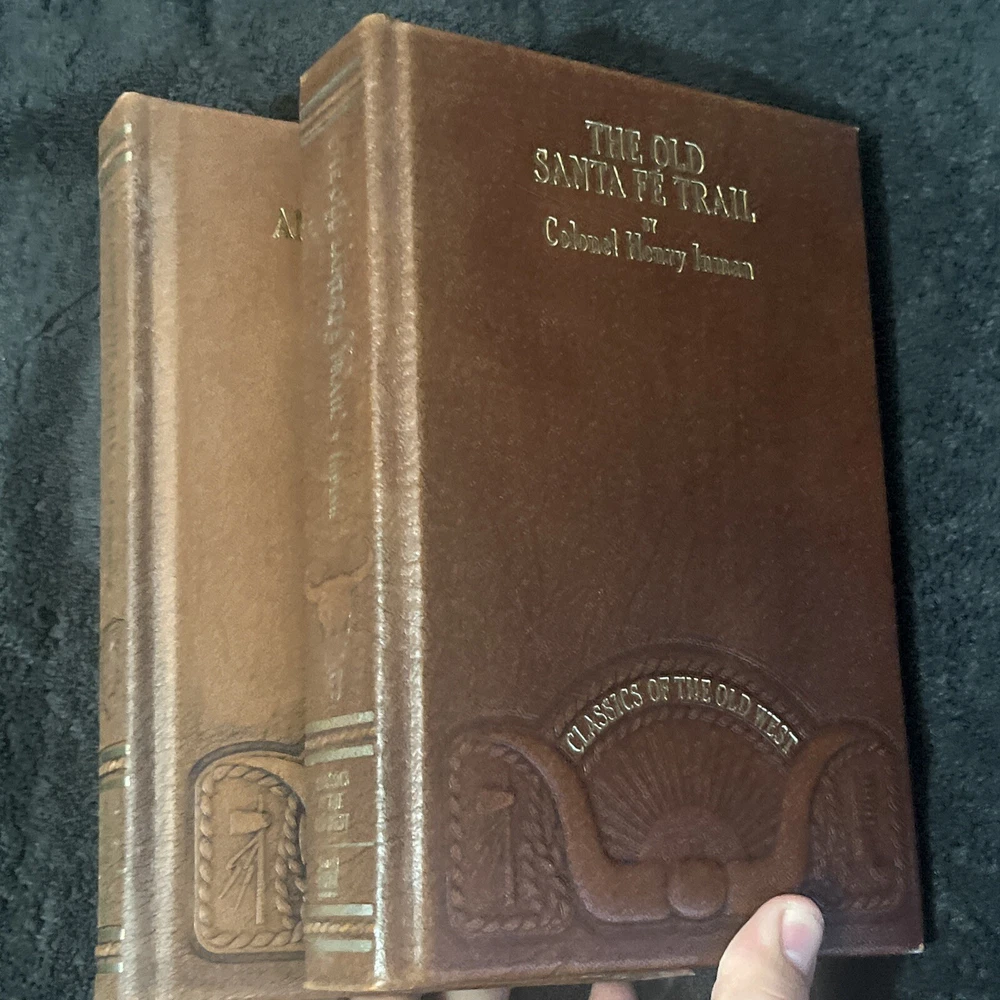 THE OLD
SANTA FÉ TRAIL
BY
Colonel Henry Inman
CLASSICS OF THE OLD WEST